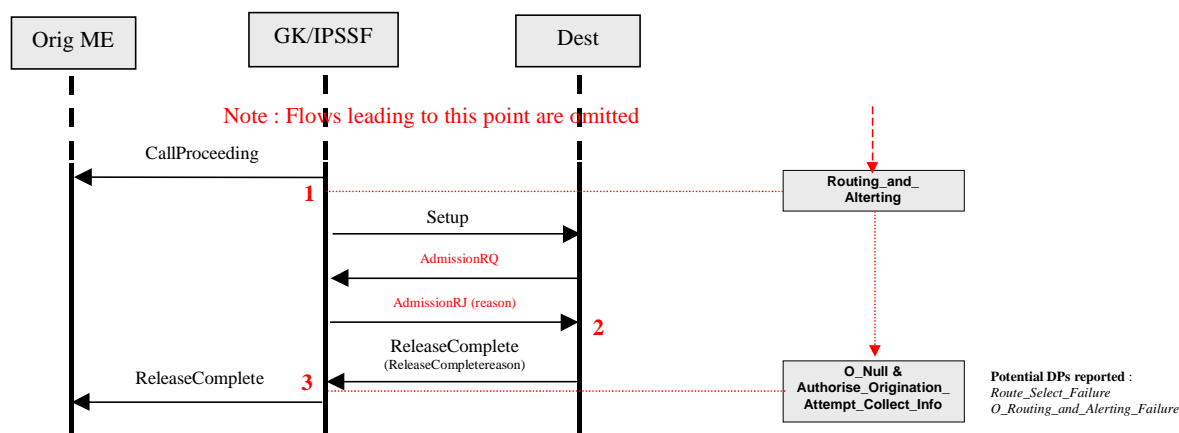 Orig ME
GK/IPSSF
Dest
Note : Flows leading to this point are omitted
CallProceeding
1
Routing_and_
Alterting
Setup
AdmissionRQ
AdmissionRJ (reason)
2
ReleaseComplete
(ReleaseCompletereason)
ReleaseComplete
3
O_Null &
Authorise_Origination_
Attempt_Collect_Info
Potential DPs reported :
Route_Select_Failure
O_Routing_and_Alerting_Failure